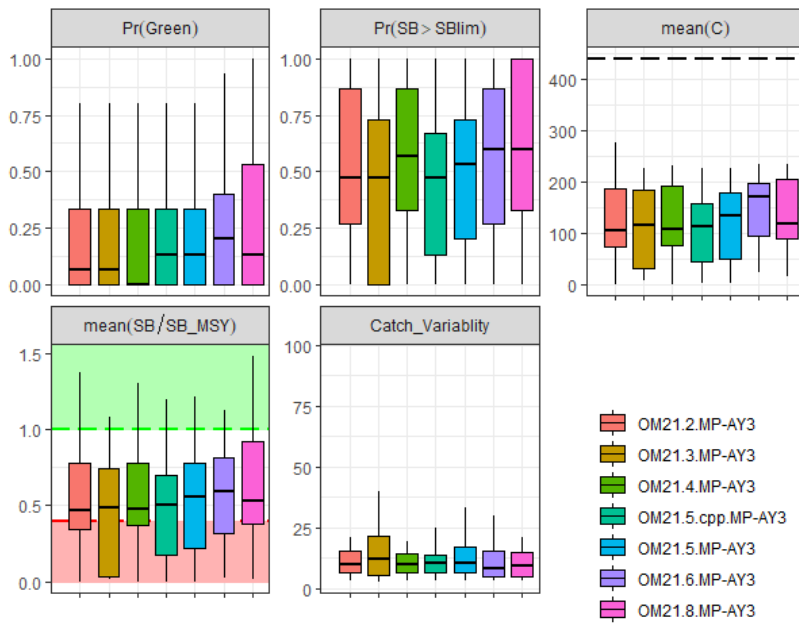 Pr(Green)
Pr(SB > SBlim)
mean(C)
1.00
0.75
0.50
0.25
0.00
1.00
0.75
0.50
0.25
0.00
400
300
200
100
0
mean(SB/SB_MSY)
Catch_Variablity
1.5
1.0
0.5
0.0
100
75
50
25
0
OM21.2.MP-AY3
OM21.3.MP-AY3
OM21.4.MP-AY3
OM21.5.cpp.MP-AY3
OM21.5.MP-AY3
OM21.6.MP-AY3
OM21.8.MP-AY3